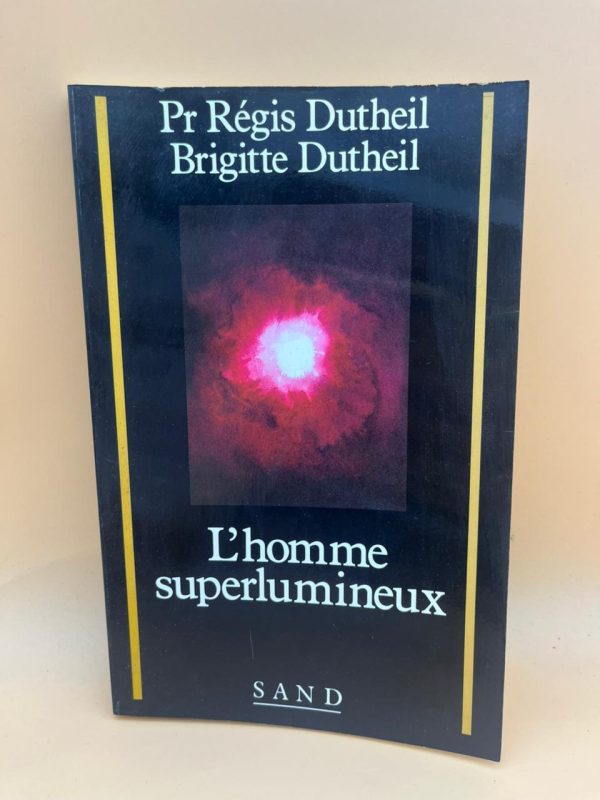 Pr Régis Dutheil
Brigitte Dutheil
L'homme
superlumineux
SAND